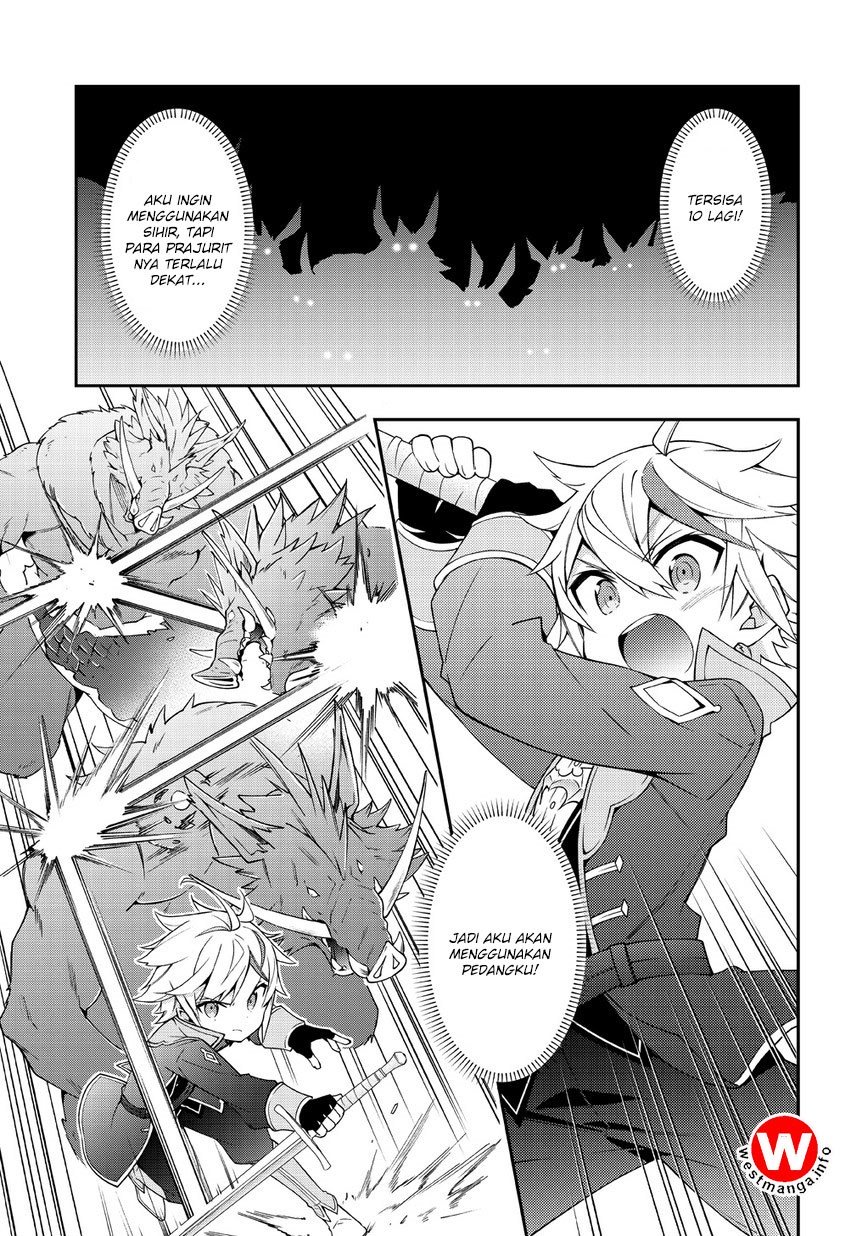 TERSISA
10 LAGI!
AKU INGIN
MENGGUNAKAN
SIHIR, TAPI
PARA PRAJURIT
NYA TERLALU
DEKAT...
JADI AKU AKAN
MENGGUNAKAN
PEDANGKU!
W
westmanga.info